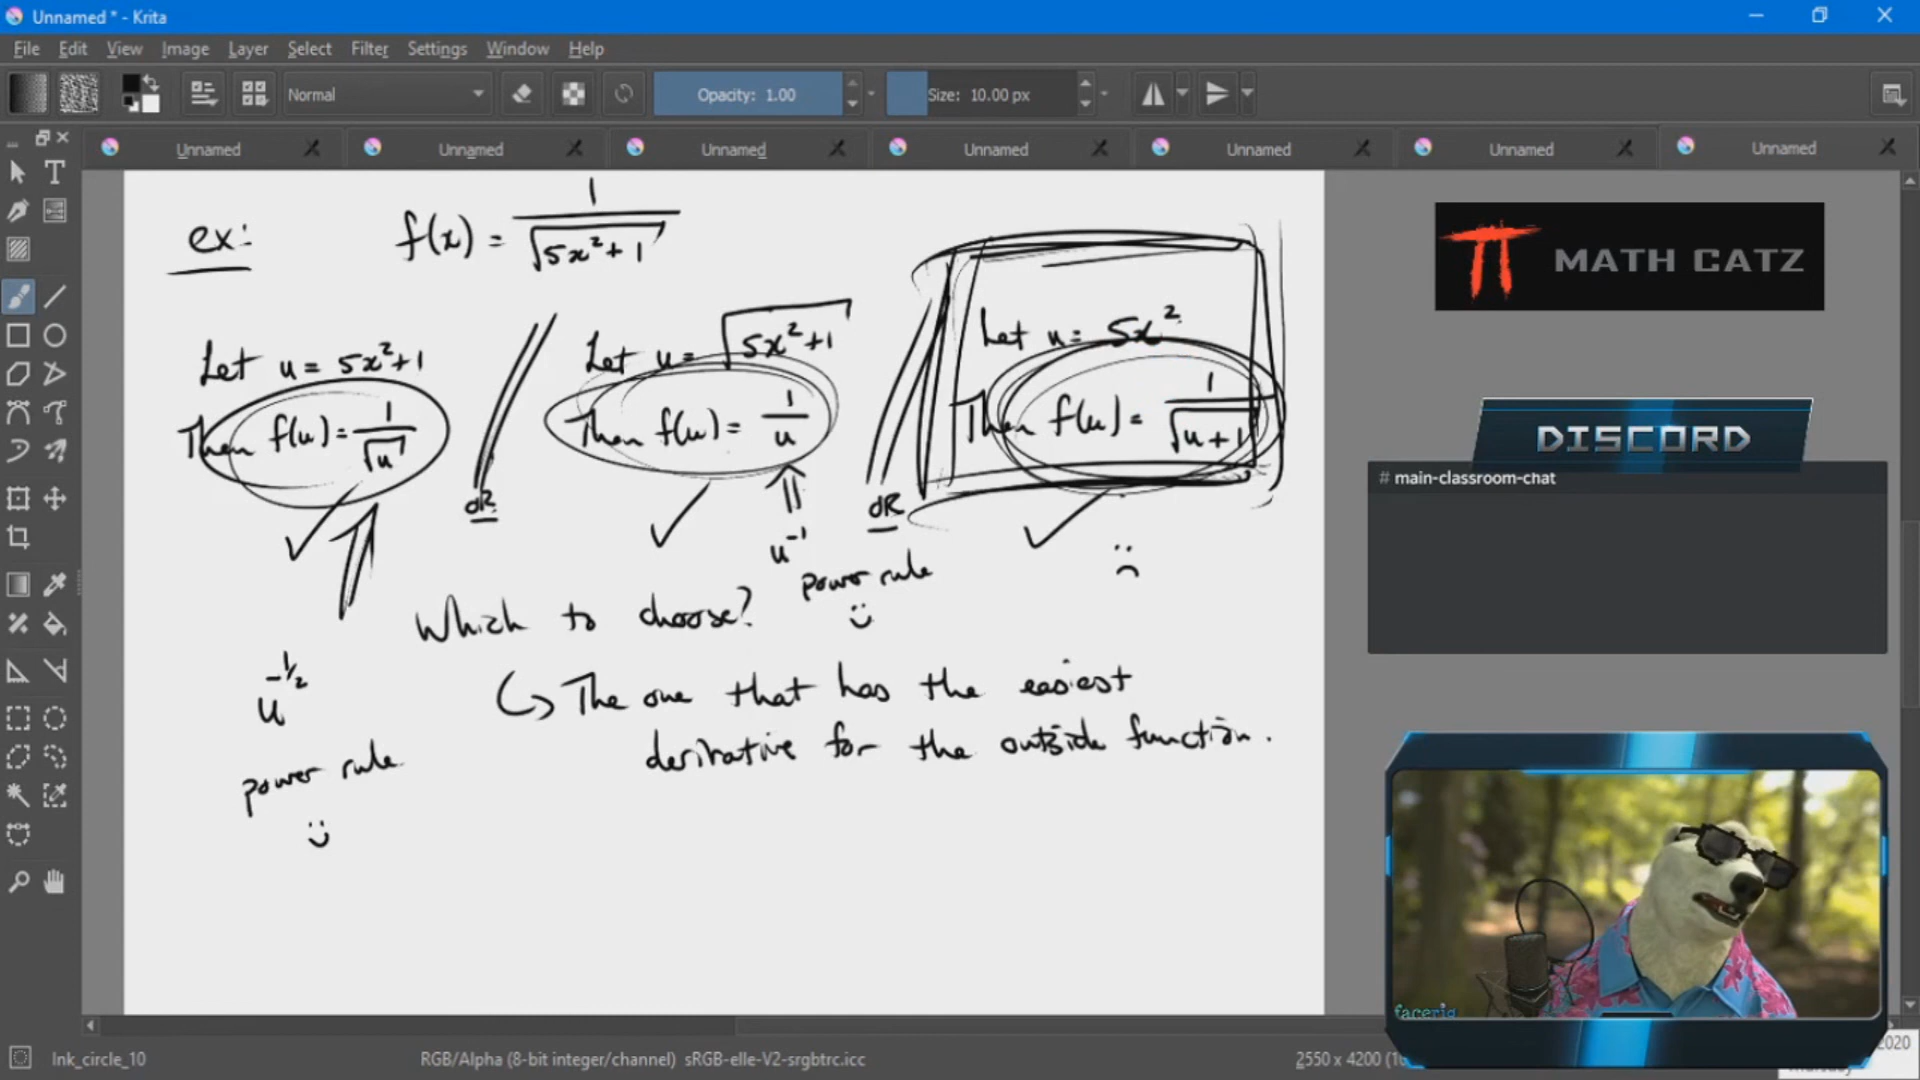 Unnamed * - Krita
File Edit View Image Layer Select Filter Settings Window Help
Normal Opacity: 1.00 Size: 10.00 px
Unnamed Unnamed Unnamed Unnamed Unnamed Unnamed Unnamed
ex: f(x) = 1/√(5x²+1)
Let u = 5x²+1
Then f(u) = 1/√u
OR
Let u = √(5x²+1)
Then f(u) = 1/u
OR
Let u = 5x²
Then f(u) = 1/√(u+1)
u⁻¹
power rule
Which to choose?
u^-1/2
power rule
↪ The one that has the easiest
derivative for the outside function.
MATH CATZ
DISCORD
# main-classroom-chat
facerig
Ink_circle_10 RGB/Alpha (8-bit integer/channel) sRGB-elle-V2-srgbtrc.icc 2550 x 4200
2020